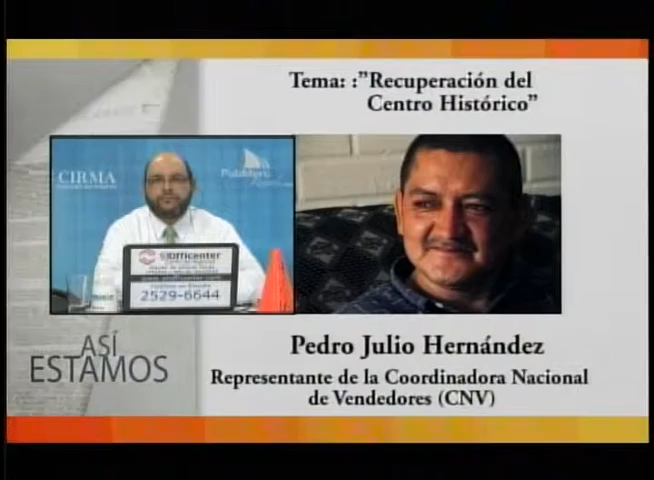 Tema: :"Recuperación del
Centro Histórico"
CIRMA
Officenter
2529-6644
Pedro Julio Hernández
Representante de la Coordinadora Nacional
de Vendedores (CNV)
ASÍ
ESTAMOS